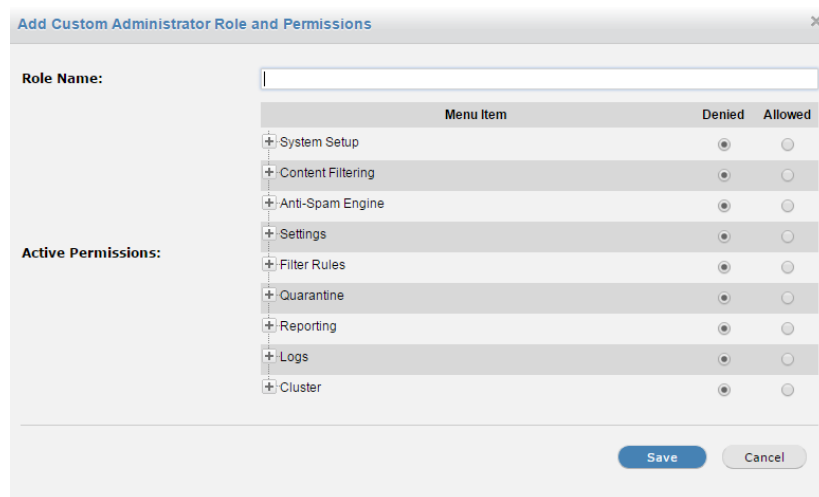 Add Custom Administrator Role and Permissions
Role Name:
Menu Item Denied Allowed
System Setup
Content Filtering
Anti-Spam Engine
Settings
Active Permissions:
Filter Rules
Quarantine
Reporting
Logs
Cluster
Save Cancel